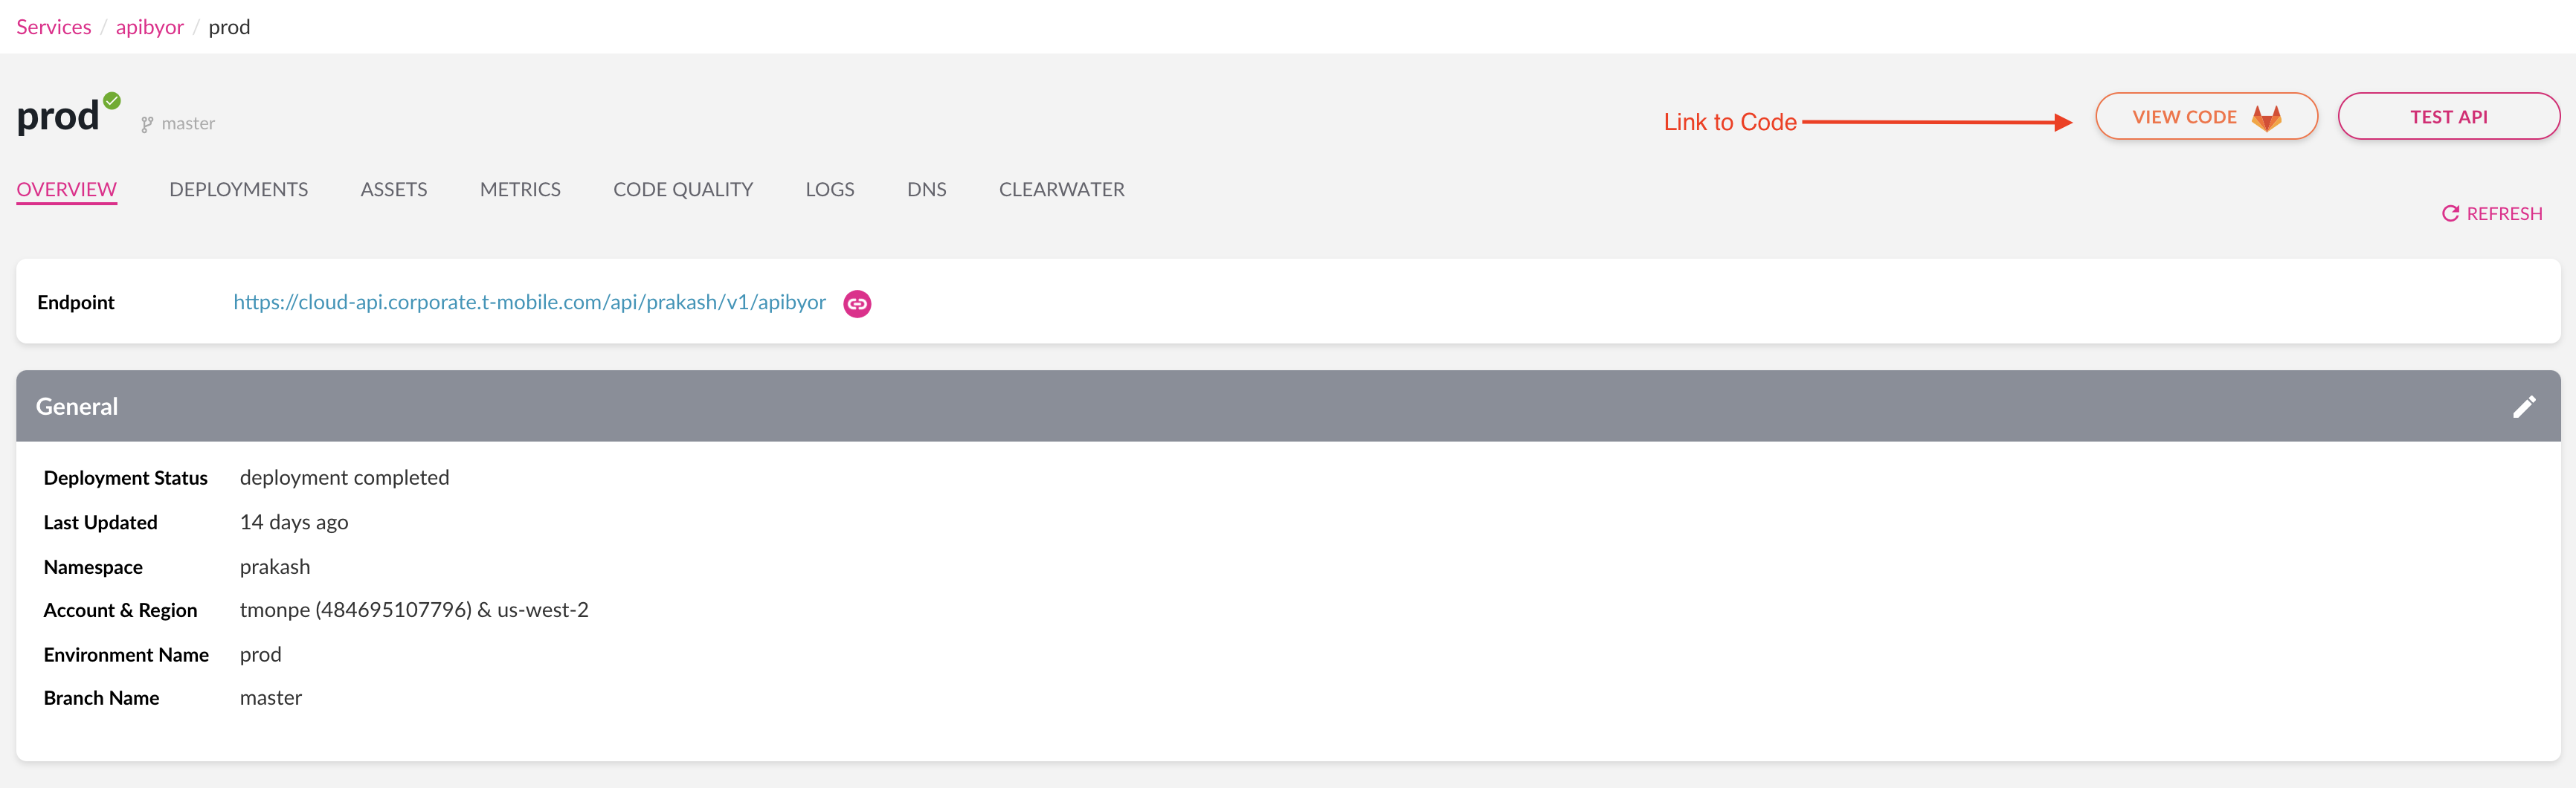 Services / apibyor / prod
prod master
Link to Code
VIEW CODE
TEST API
OVERVIEW DEPLOYMENTS ASSETS METRICS CODE QUALITY LOGS DNS CLEARWATER
REFRESH
Endpoint https://cloud-api.corporate.t-mobile.com/api/prakash/v1/apibyor
General
Deployment Status deployment completed
Last Updated 14 days ago
Namespace prakash
Account & Region tmonpe (484695107796) & us-west-2
Environment Name prod
Branch Name master